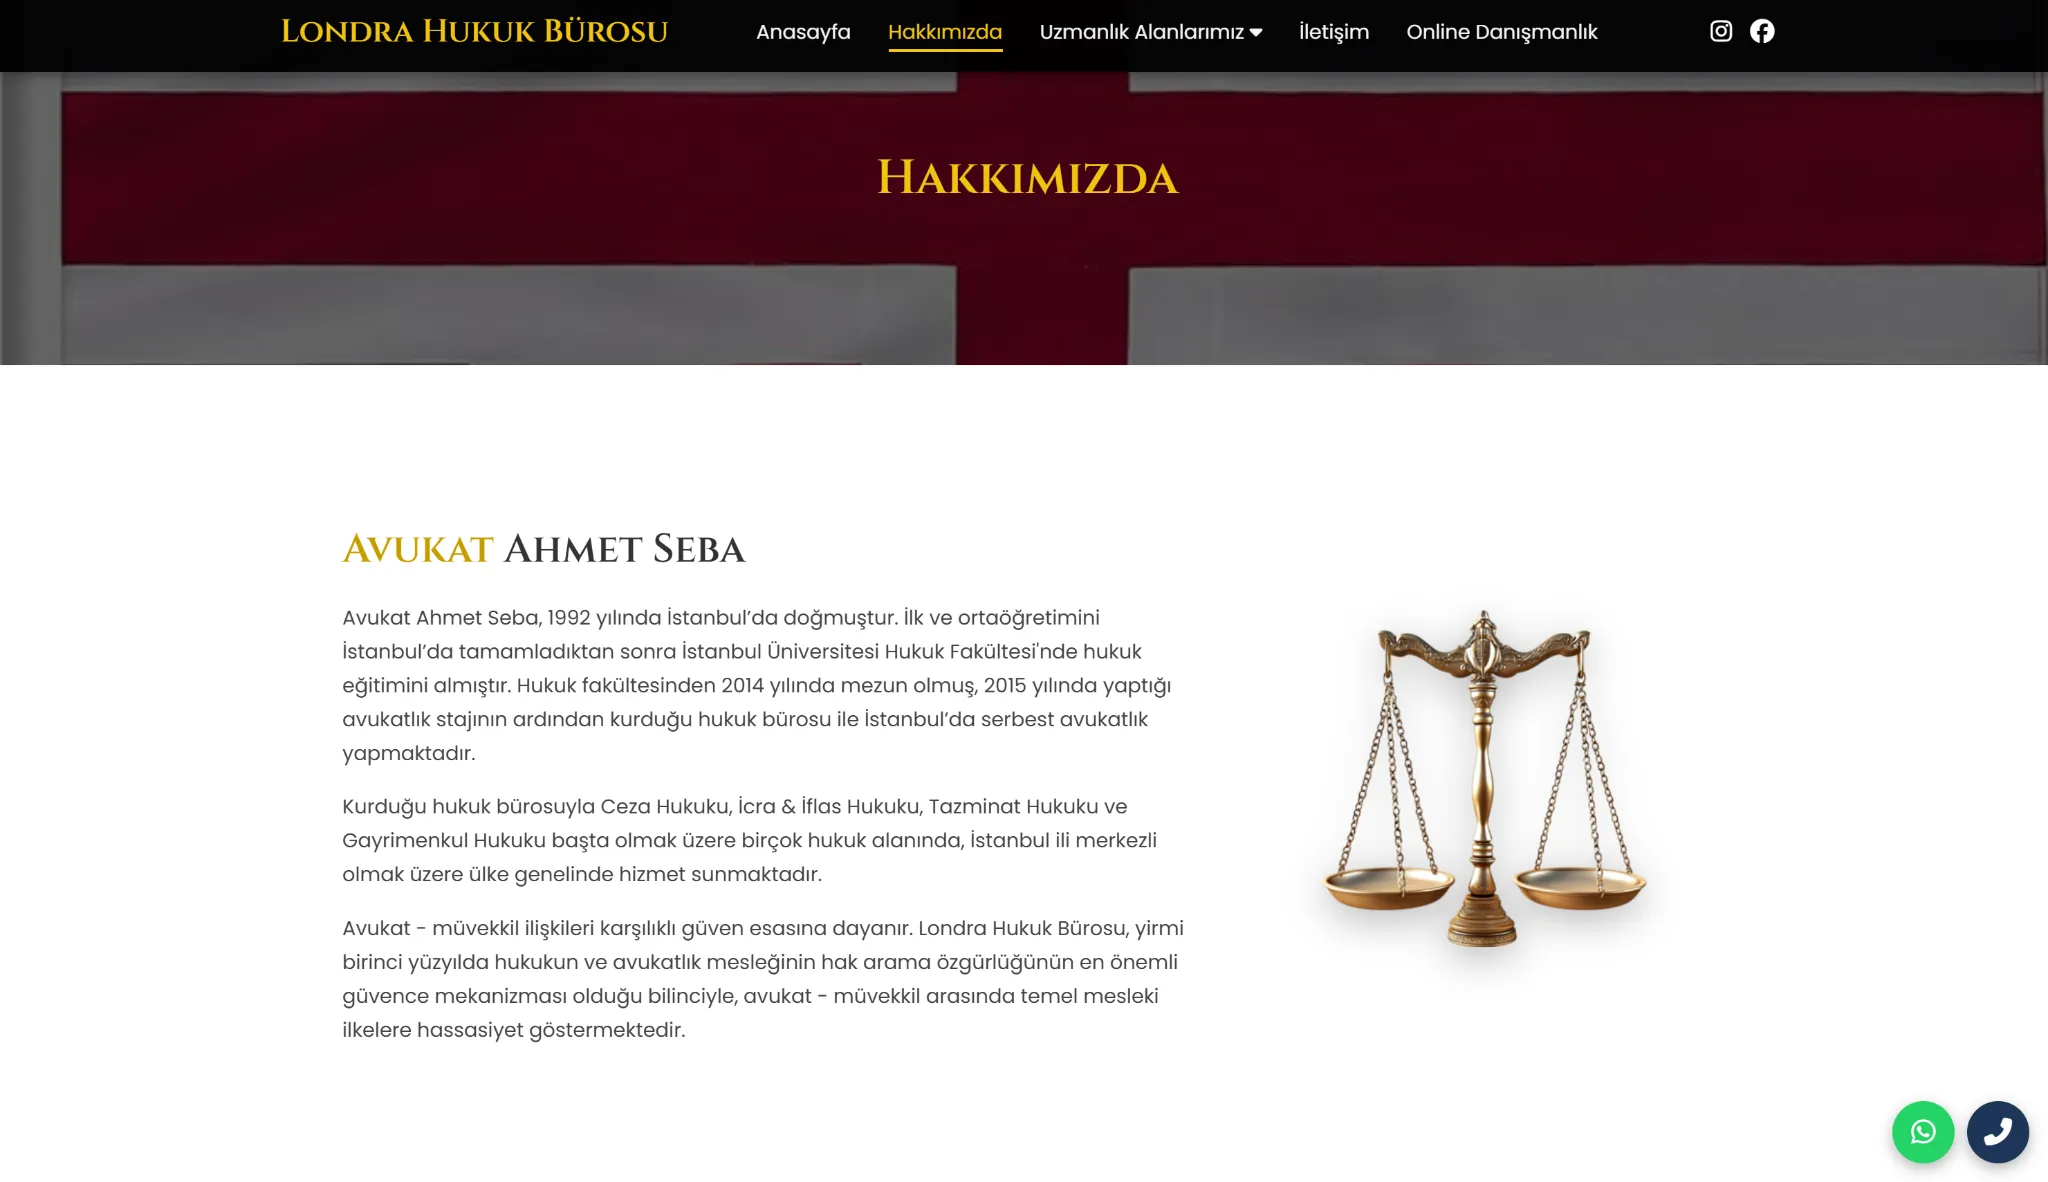 Londra Hukuk Bürosu
Anasayfa
Hakkımızda
Uzmanlık Alanlarımız
İletişim
Online Danışmanlık
Hakkımızda
Avukat Ahmet Seba
Avukat Ahmet Seba, 1992 yılında İstanbul’da doğmuştur. İlk ve ortaöğretimini
İstanbul’da tamamladıktan sonra İstanbul Üniversitesi Hukuk Fakültesi'nde hukuk
eğitimini almıştır. Hukuk fakültesinden 2014 yılında mezun olmuş, 2015 yılında yaptığı
avukatlık stajının ardından kurduğu hukuk bürosu ile İstanbul’da serbest avukatlık
yapmaktadır.
Kurduğu hukuk bürosuyla Ceza Hukuku, İcra & İflas Hukuku, Tazminat Hukuku ve
Gayrimenkul Hukuku başta olmak üzere birçok hukuk alanında, İstanbul ili merkezli
olmak üzere ülke genelinde hizmet sunmaktadır.
Avukat - müvekkil ilişkileri karşılıklı güven esasına dayanır. Londra Hukuk Bürosu, yirmi
birinci yüzyılda hukukun ve avukatlık mesleğinin hak arama özgürlüğünün en önemli
güvence mekanizması olduğu bilinciyle, avukat - müvekkil arasında temel mesleki
ilkelere hassasiyet göstermektedir.